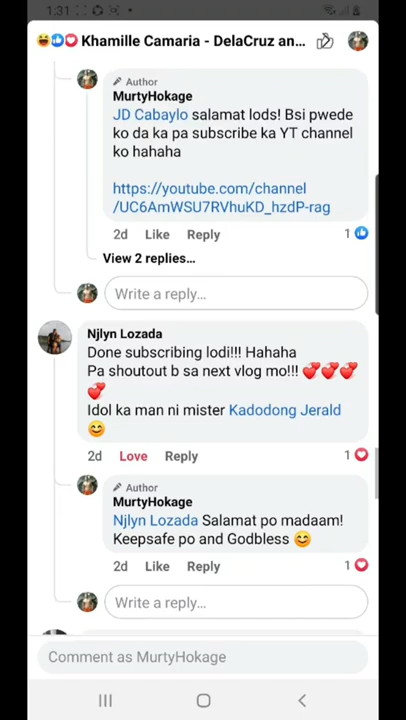 1:31
Khamille Camaria - DelaCruz an...
Author
MurtyHokage
JD Cabaylo salamat lods! Bsi pwede
ko da ka pa subscribe ka YT channel
ko hahaha
https://youtube.com/channel
/UC6AmWSU7RVhuKD_hzdP-rag
2d Like Reply 1
View 2 replies...
Write a reply...
Njlyn Lozada
Done subscribing lodi!!! Hahaha
Pa shoutout b sa next vlog mo!!! 💞💞💞
💞
Idol ka man ni mister Kadodong Jerald
😊
2d Love Reply 1
Author
MurtyHokage
Njlyn Lozada Salamat po madaam!
Keepsafe po and Godbless 😊
2d Like Reply 1
Write a reply...
Comment as MurtyHokage